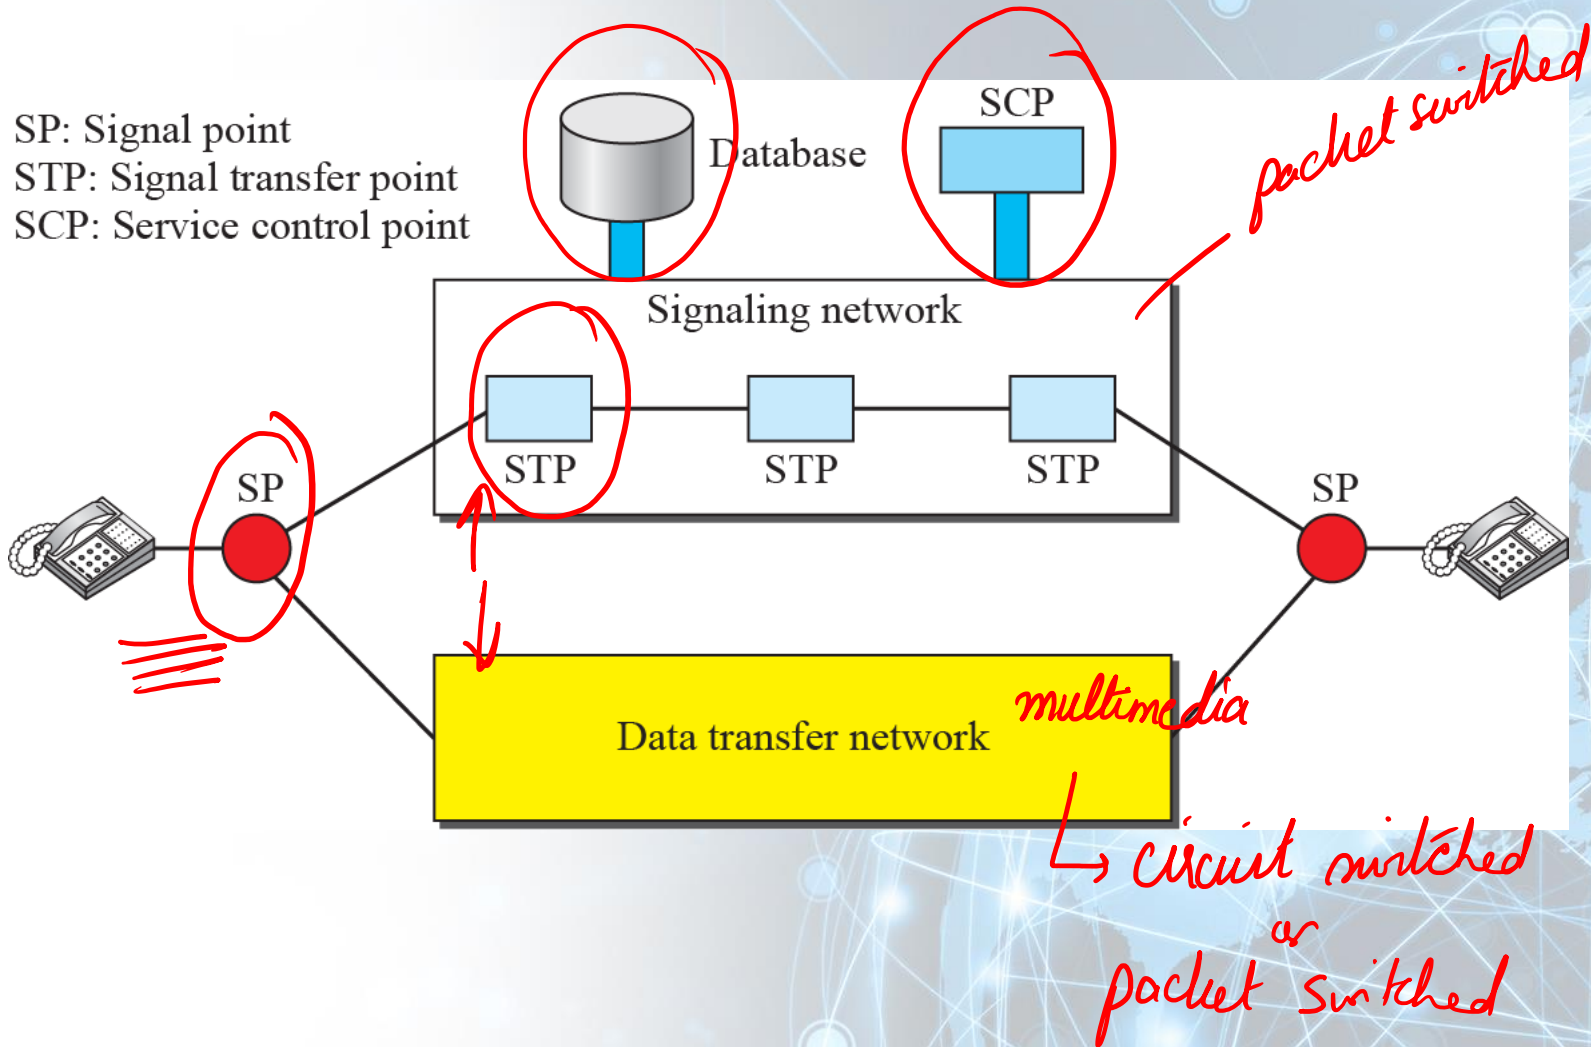 SP: Signal point
STP: Signal transfer point
SCP: Service control point
Database
SCP
packet switched
Signaling network
STP
STP
STP
SP
SP
Data transfer network
multimedia
circuit switched
or
packet switched